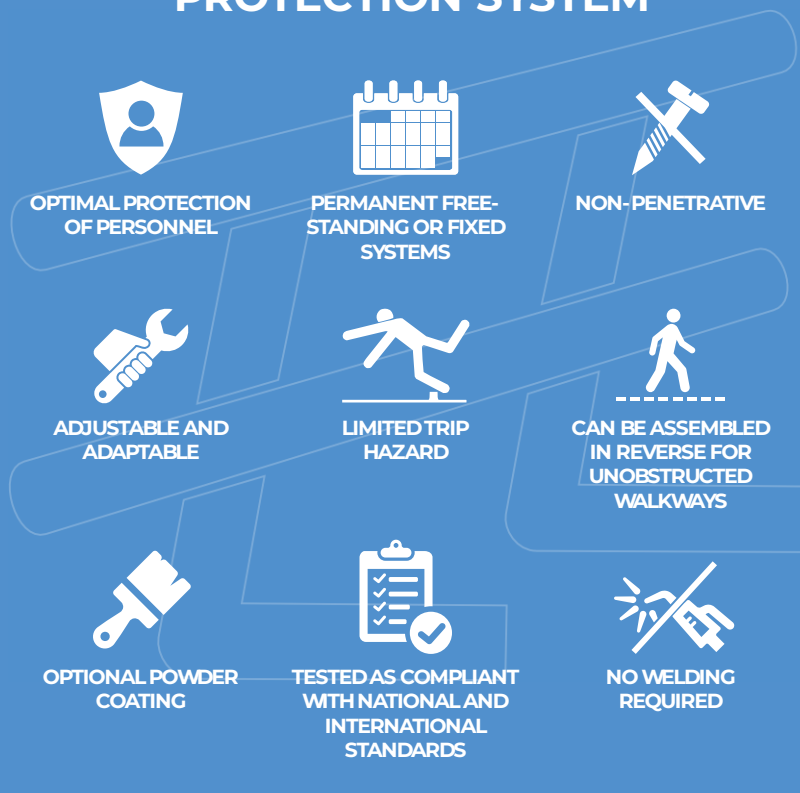 PROTECTION SYSTEM
OPTIMAL PROTECTION
OF PERSONNEL
PERMANENT FREE-
STANDING OR FIXED
SYSTEMS
NON-PENETRATIVE
ADJUSTABLE AND
ADAPTABLE
LIMITED TRIP
HAZARD
CAN BE ASSEMBLED
IN REVERSE FOR
UNOBSTRUCTED
WALKWAYS
OPTIONAL POWDER
COATING
TESTED AS COMPLIANT
WITH NATIONAL AND
INTERNATIONAL
STANDARDS
NO WELDING
REQUIRED